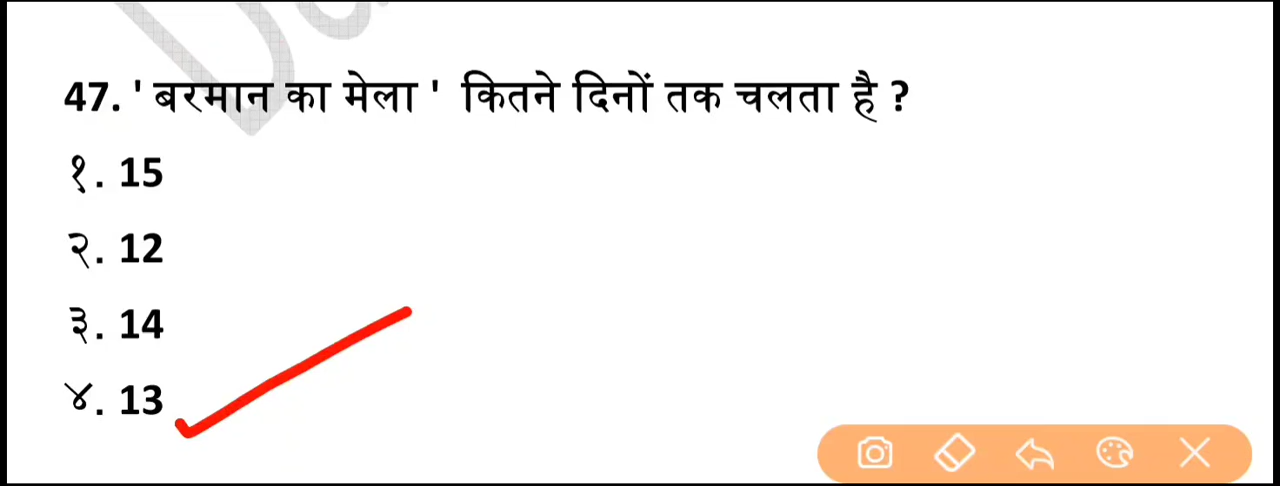 47. ' बरमान का मेला ' कितने दिनों तक चलता है ?
१. 15
२. 12
३. 14
४. 13